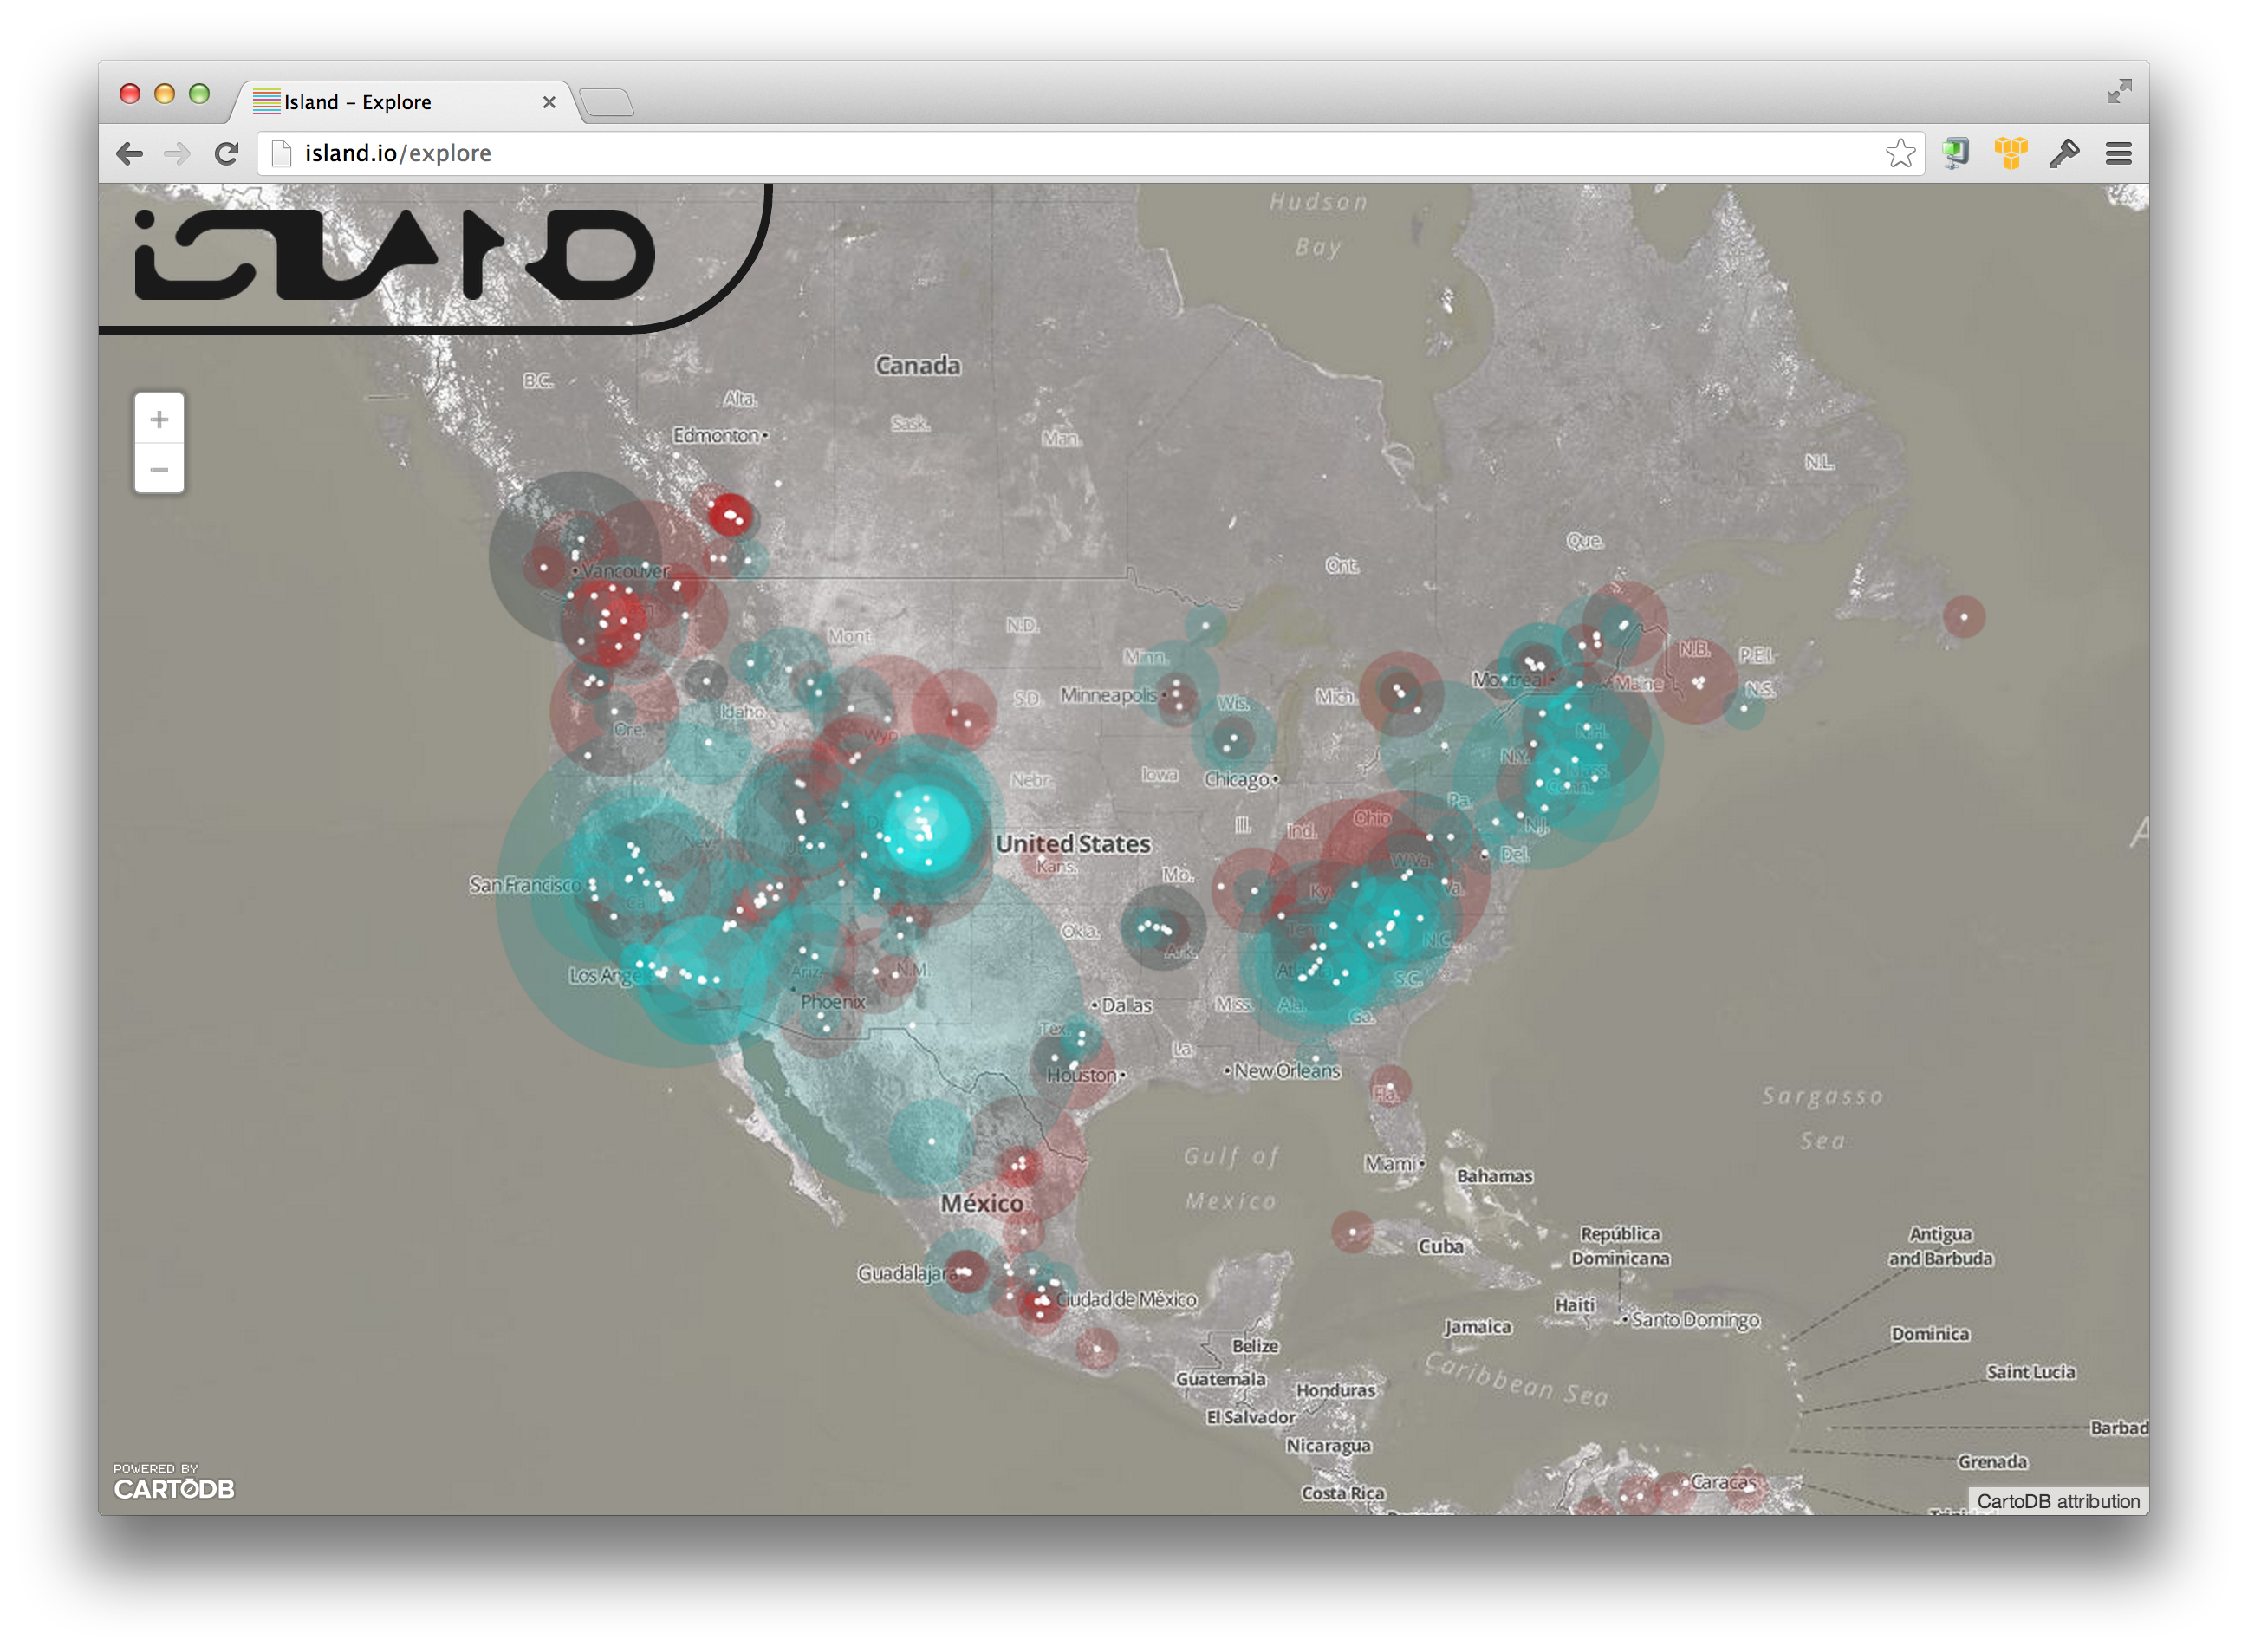 Island – Explore
island.io/explore
ISLAND
Hudson
Bay
Canada
B.C.
Alta.
Sask.
Man.
Edmonton
N.L.
Que.
Ont.
Vancouver
Wash.
Mont.
N.D.
Minn.
N.B.
P.E.I.
Montreal
Maine
N.S.
S.D.
Minneapolis
Mich.
Wis.
Idaho
Ore.
Wyo.
N.H.
N.Y.
Mass.
Conn.
Nebr.
Iowa
Chicago
Pa.
Ohio
Ill.
Ind.
N.J.
Nev.
United States
Kans.
W.Va.
Del.
San Francisco
Mo.
Ky.
Va.
Okla.
Ark.
Tenn.
N.C.
Los Ange
Ariz.
N.M.
S.C.
Phoenix
Dallas
Miss.
Ala.
Ga.
Tex.
La.
Houston
New Orleans
Fla.
Sargasso
Sea
Gulf of
Mexico
Miami
Bahamas
México
Cuba
República
Dominicana
Antigua
and Barbuda
Guadalajara
Ciudad de México
Haiti
Santo Domingo
Jamaica
Dominica
Belize
Caribbean Sea
Saint Lucia
Guatemala
Honduras
El Salvador
Barbad
Nicaragua
Grenada
Costa Rica
Caracas
POWERED BY
CARTODB
CartoDB attribution